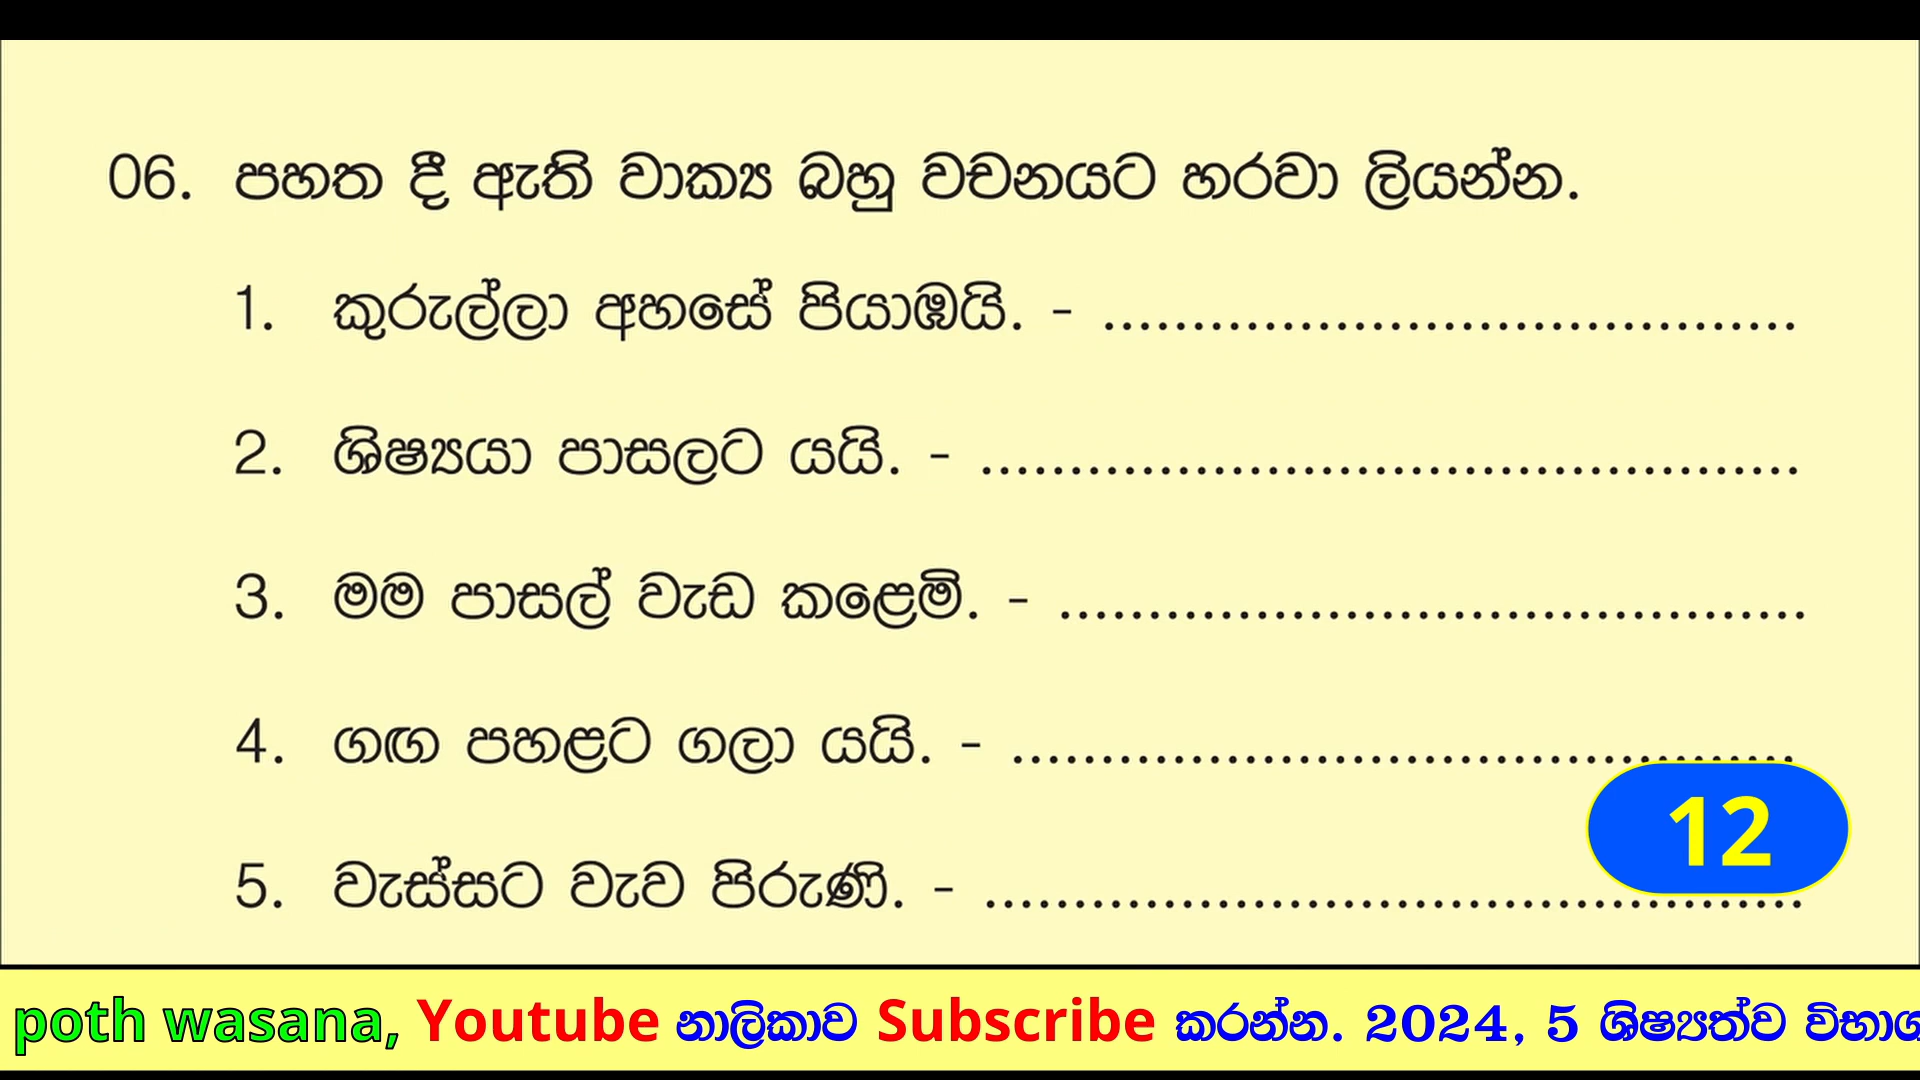 06. පහත දී ඇති වාක්‍ය බහු වචනයට හරවා ලියන්න.
1. කුරුල්ලා අහසේ පියාඹයි. - .......................................
2. ශිෂ්‍යයා පාසලට යයි. - ..............................................
3. මම පාසල් වැඩ කළෙමි. - ..........................................
4. ගඟ පහළට ගලා යයි. - ............................................
12
5. වැස්සට වැව පිරුණි. - ..............................................
poth wasana, Youtube නාලිකාව Subscribe කරන්න. 2024, 5 ශිෂ්‍යත්ව